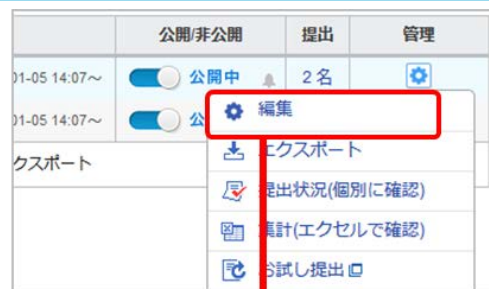 公開/非公開 提出 管理
01-05 14:07～ 公開中 2名
01-05 14:07～ 公
編集
クスポート エクスポート
提出状況(個別に確認)
集計(エクセルで確認)
お試し提出